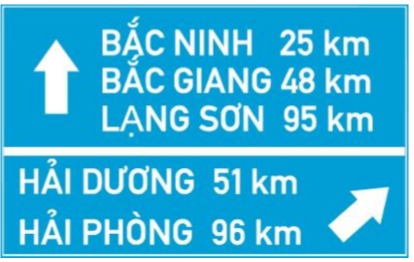 BẮC NINH 25 km
BẮC GIANG 48 km
LẠNG SƠN 95 km
HẢI DƯƠNG 51 km
HẢI PHÒNG 96 km